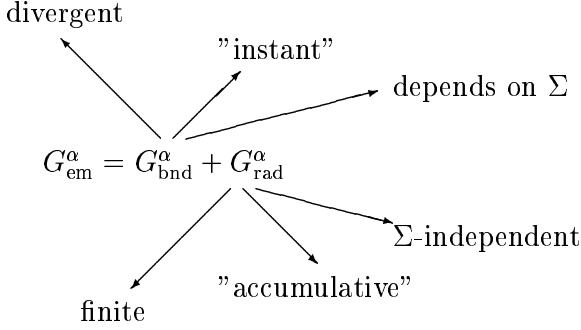 divergent
"instant"
depends on Σ
G^α_em = G^α_bnd + G^α_rad
Σ-independent
"accumulative"
finite